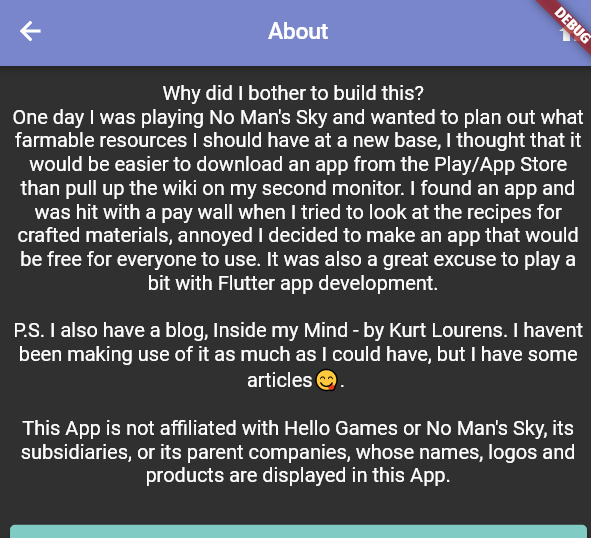 About
DEBUG
Why did I bother to build this?
One day I was playing No Man's Sky and wanted to plan out what
farmable resources I should have at a new base, I thought that it
would be easier to download an app from the Play/App Store
than pull up the wiki on my second monitor. I found an app and
was hit with a pay wall when I tried to look at the recipes for
crafted materials, annoyed I decided to make an app that would
be free for everyone to use. It was also a great excuse to play a
bit with Flutter app development.
P.S. I also have a blog, Inside my Mind - by Kurt Lourens. I havent
been making use of it as much as I could have, but I have some
articles😋.
This App is not affiliated with Hello Games or No Man's Sky, its
subsidiaries, or its parent companies, whose names, logos and
products are displayed in this App.